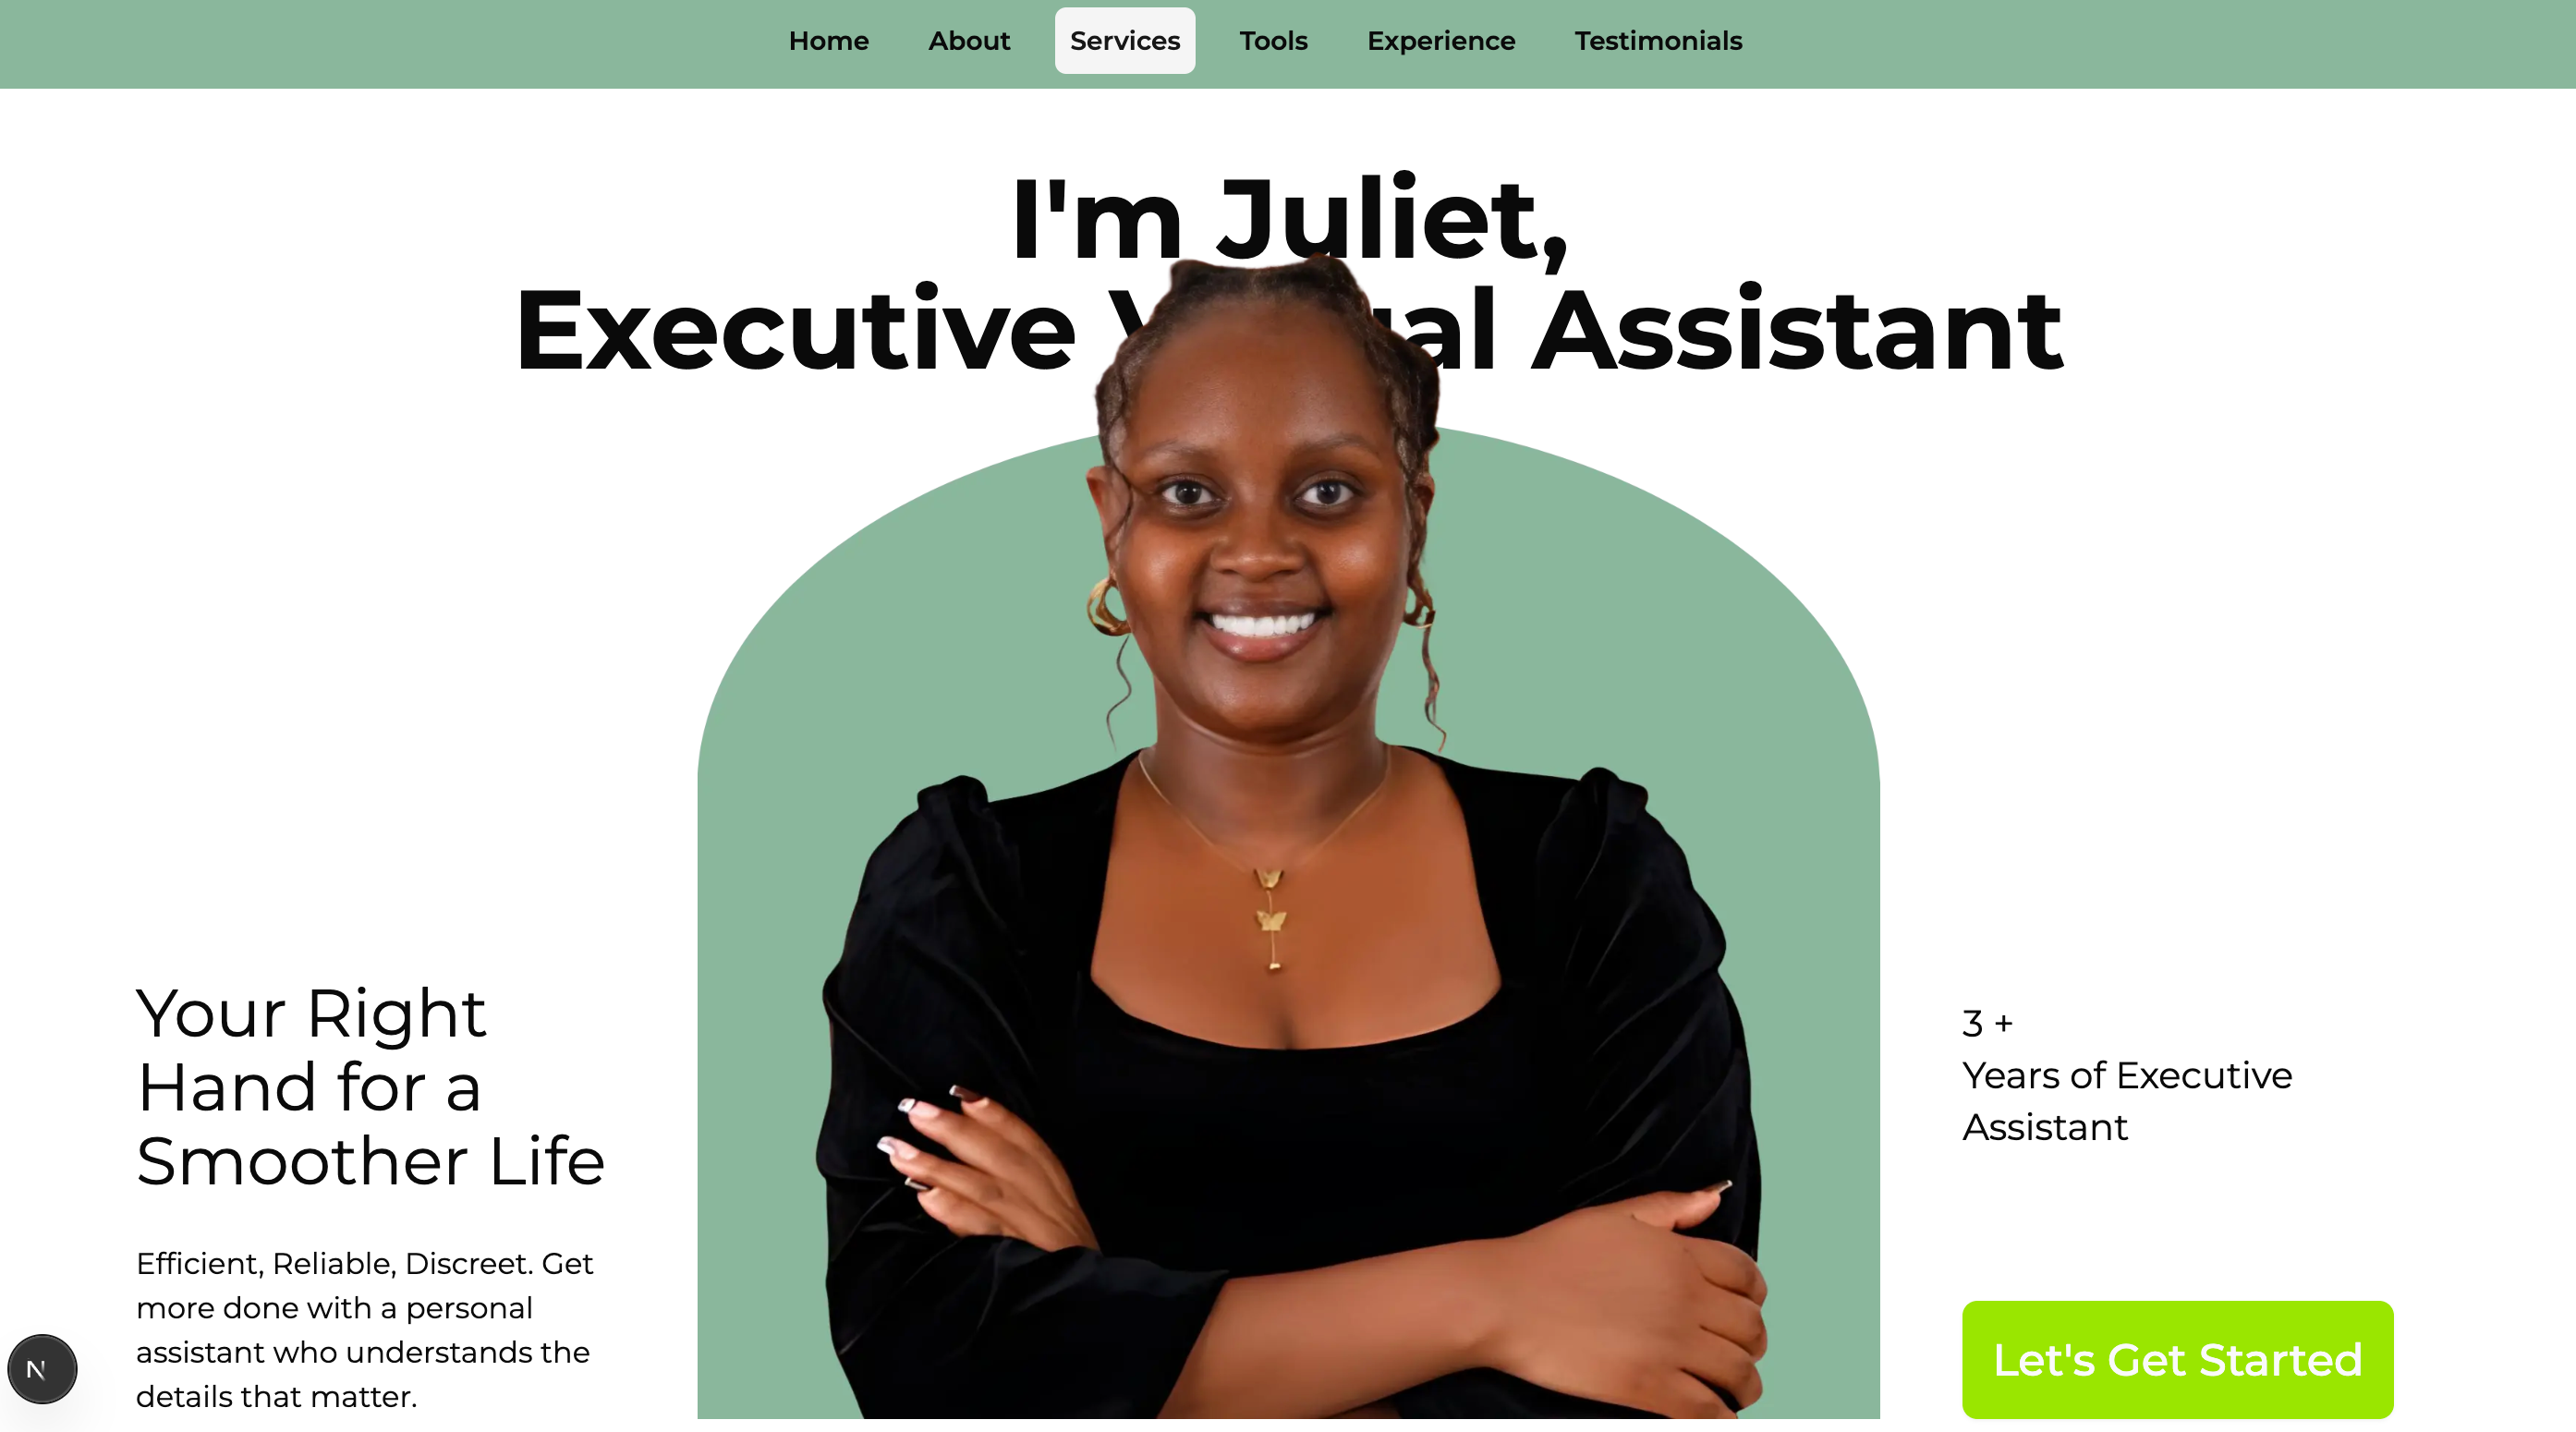 Home About Services Tools Experience Testimonials
I'm Juliet,
Executive Assistant
Your Right
Hand for a
Smoother Life
Efficient, Reliable, Discreet. Get
more done with a personal
assistant who understands the
details that matter.
3 +
Years of Executive
Assistant
Let's Get Started
N